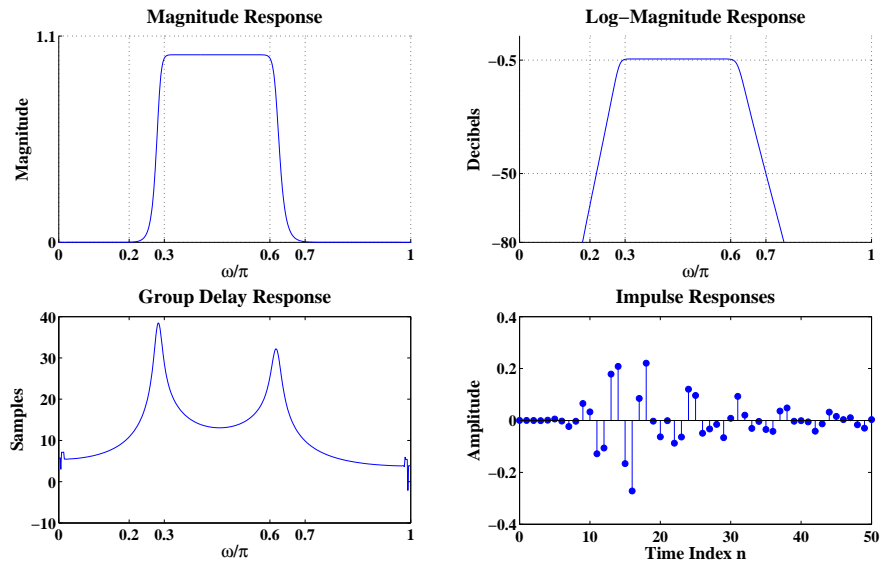 Magnitude Response
1.1
0
Magnitude
0 0.2 0.3 0.6 0.7 1
ω/π
Log−Magnitude Response
−0.5
−50
−80
Decibels
0 0.2 0.3 0.6 0.7 1
ω/π
Group Delay Response
40
30
20
10
0
−10
Samples
0 0.2 0.3 0.6 0.7 1
ω/π
Impulse Responses
0.4
0.2
0
−0.2
−0.4
Amplitude
0 10 20 30 40 50
Time Index n